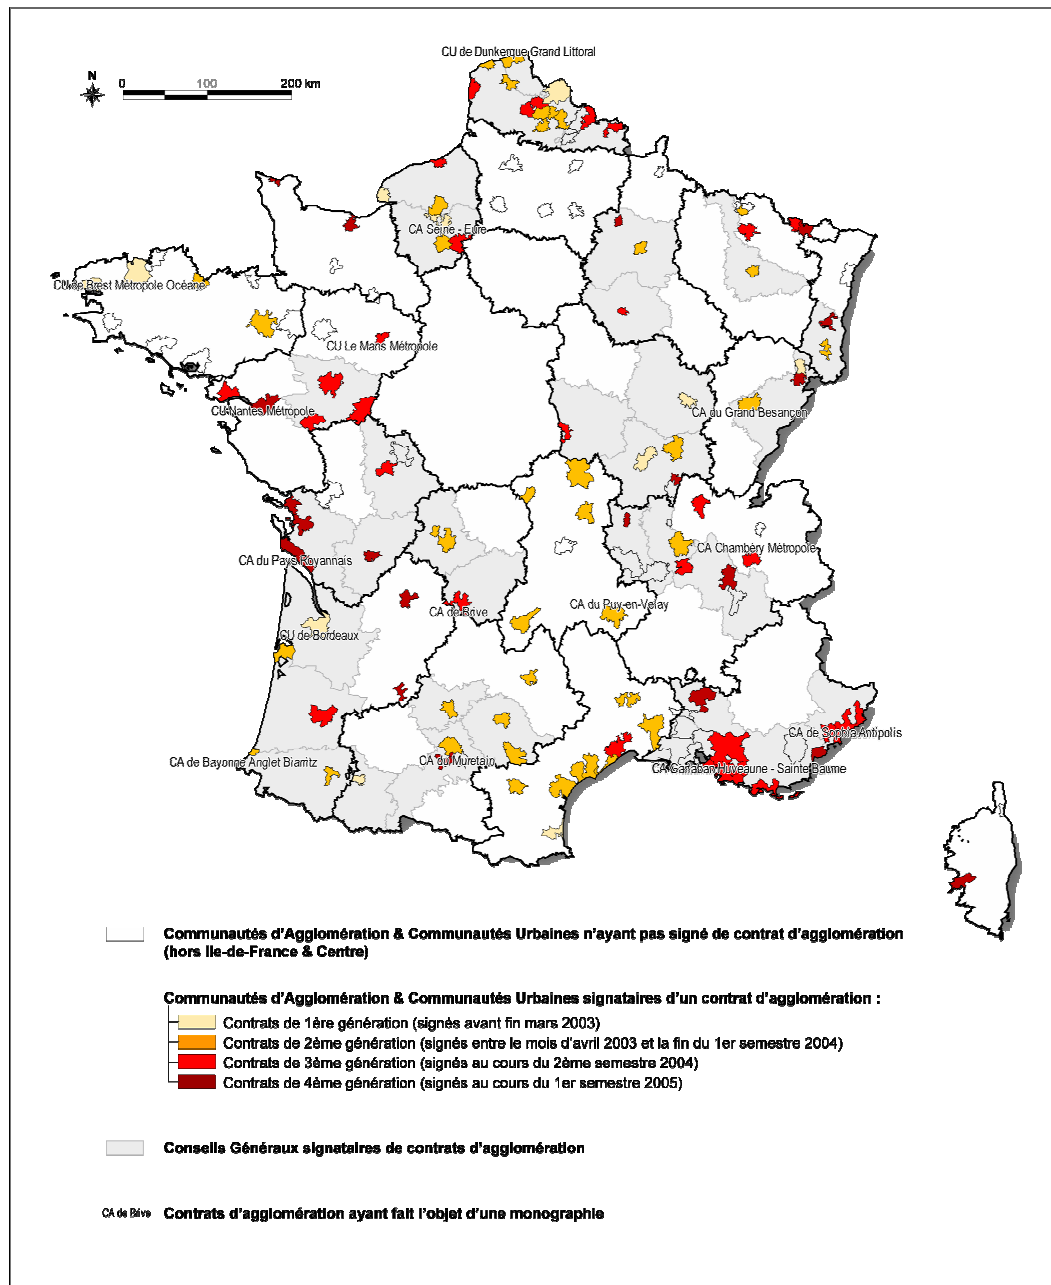 CU de Dunkerque Grand Littoral
N
0 100 200 km
CA Seine - Eure
CU de Brest Métropole Océane
CU Le Mans Métropole
CU Nantes Métropole
CA du Grand Besançon
CA Chambéry Métropole
CA du Pays Royannais
CA de Brive
CA du Puy-en-Velay
CU de Bordeaux
CA de Sophia Antipolis
CA de Bayonne Anglet Biarritz
CA du Muretain
CA Garlaban Huveaune - Sainte Baume
Communautés d'Agglomération & Communautés Urbaines n'ayant pas signé de contrat d'agglomération
(hors Ile-de-France & Centre)
Communautés d'Agglomération & Communautés Urbaines signataires d'un contrat d'agglomération :
Contrats de 1ère génération (signés avant fin mars 2003)
Contrats de 2ème génération (signés entre le mois d'avril 2003 et la fin du 1er semestre 2004)
Contrats de 3ème génération (signés au cours du 2ème semestre 2004)
Contrats de 4ème génération (signés au cours du 1er semestre 2005)
Conseils Généraux signataires de contrats d'agglomération
CA de Brive Contrats d'agglomération ayant fait l'objet d'une monographie